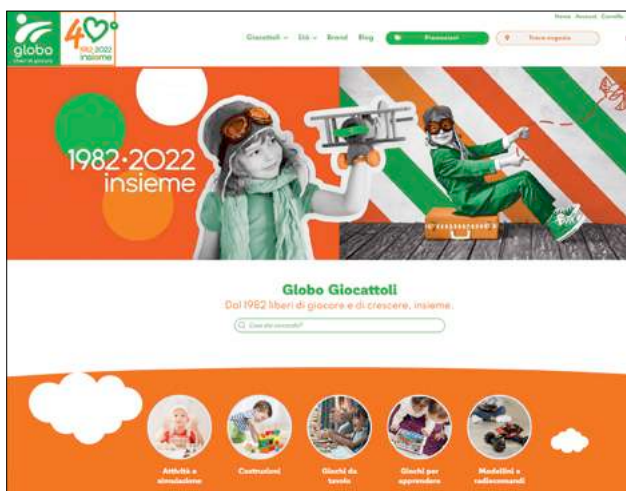 Home Account Carrello
globo
liberi di giocare
40
1982.2022
insieme
Giocattoli Età Brand Blog Promozioni Trova negozio
1982·2022
insieme
Globo Giocattoli
Dal 1982 liberi di giocare e di crescere, insieme.
Cosa stai cercando?
Attività e
simulazione
Costruzioni
Giochi da
tavolo
Giochi per
apprendere
Modellini e
radiocomandi